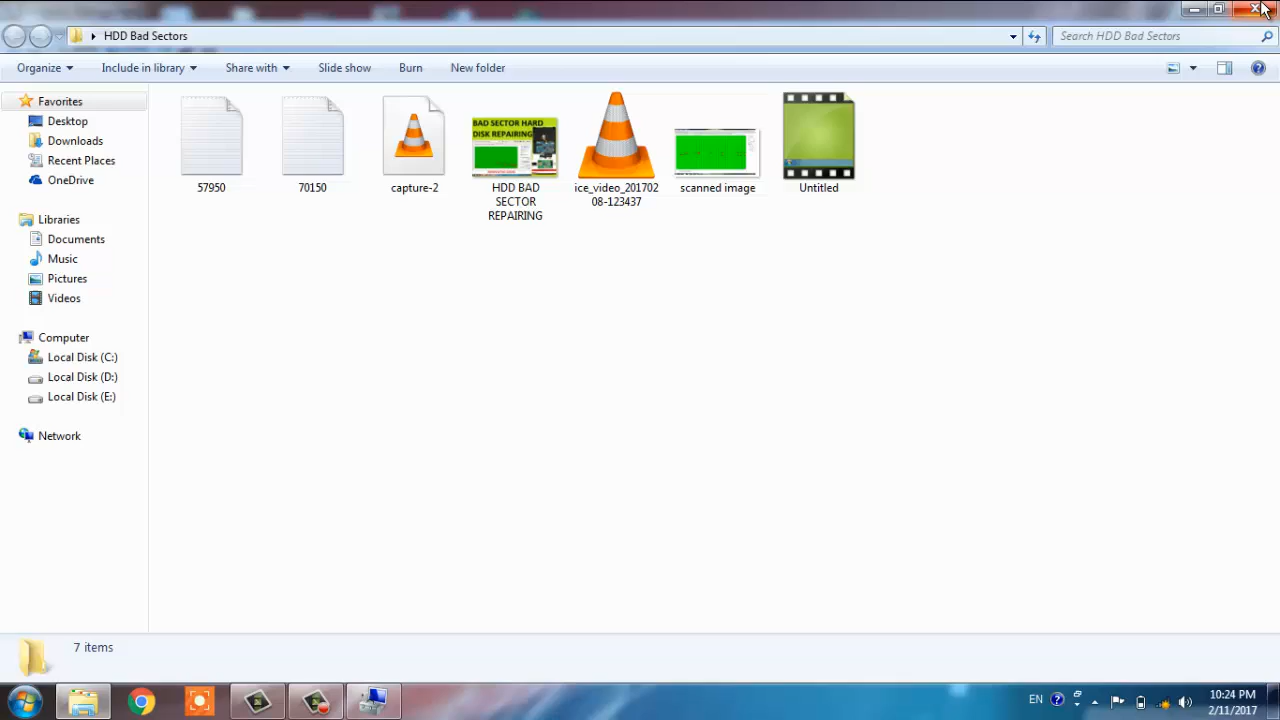 HDD Bad Sectors
Search HDD Bad Sectors
Organize
Include in library
Share with
Slide show
Burn
New folder
Favorites
Desktop
Downloads
Recent Places
OneDrive
Libraries
Documents
Music
Pictures
Videos
Computer
Local Disk (C:)
Local Disk (D:)
Local Disk (E:)
Network
57950
70150
capture-2
BAD SECTOR HARD
DISK REPAIRING
HDD BAD
SECTOR
REPAIRING
ice_video_201702
08-123437
scanned image
Untitled
7 items
EN
10:24 PM
2/11/2017